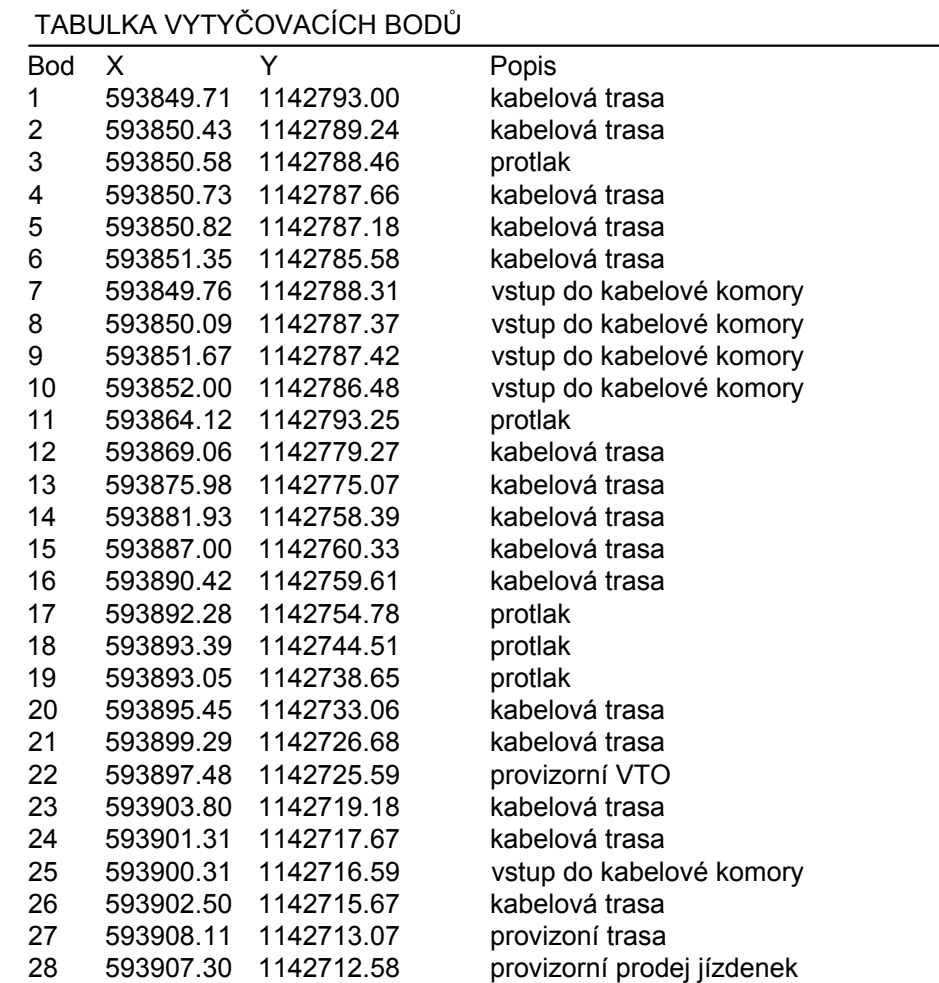 TABULKA VYTYČOVACÍCH BODŮ
Bod X Y Popis
1 593849.71 1142793.00 kabelová trasa
2 593850.43 1142789.24 kabelová trasa
3 593850.58 1142788.46 protlak
4 593850.73 1142787.66 kabelová trasa
5 593850.82 1142787.18 kabelová trasa
6 593851.35 1142785.58 kabelová trasa
7 593849.76 1142788.31 vstup do kabelové komory
8 593850.09 1142787.37 vstup do kabelové komory
9 593851.67 1142787.42 vstup do kabelové komory
10 593852.00 1142786.48 vstup do kabelové komory
11 593864.12 1142793.25 protlak
12 593869.06 1142779.27 kabelová trasa
13 593875.98 1142775.07 kabelová trasa
14 593881.93 1142758.39 kabelová trasa
15 593887.00 1142760.33 kabelová trasa
16 593890.42 1142759.61 kabelová trasa
17 593892.28 1142754.78 protlak
18 593893.39 1142744.51 protlak
19 593893.05 1142738.65 protlak
20 593895.45 1142733.06 kabelová trasa
21 593899.29 1142726.68 kabelová trasa
22 593897.48 1142725.59 provizorní VTO
23 593903.80 1142719.18 kabelová trasa
24 593901.31 1142717.67 kabelová trasa
25 593900.31 1142716.59 vstup do kabelové komory
26 593902.50 1142715.67 kabelová trasa
27 593908.11 1142713.07 provizoní trasa
28 593907.30 1142712.58 provizorní prodej jízdenek